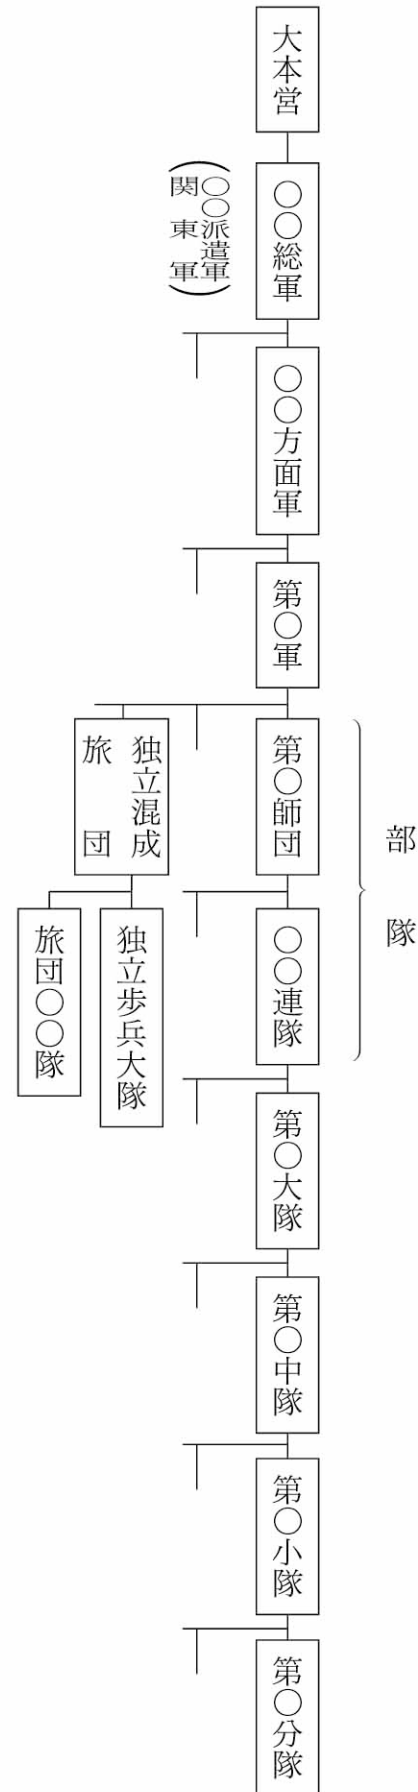 大本営
○○総軍
(○○派遣軍
関東軍)
○○方面軍
第○軍
部隊
第○師団
独立混成
旅団
○○連隊
独立歩兵大隊
旅団○○隊
第○大隊
第○中隊
第○小隊
第○分隊